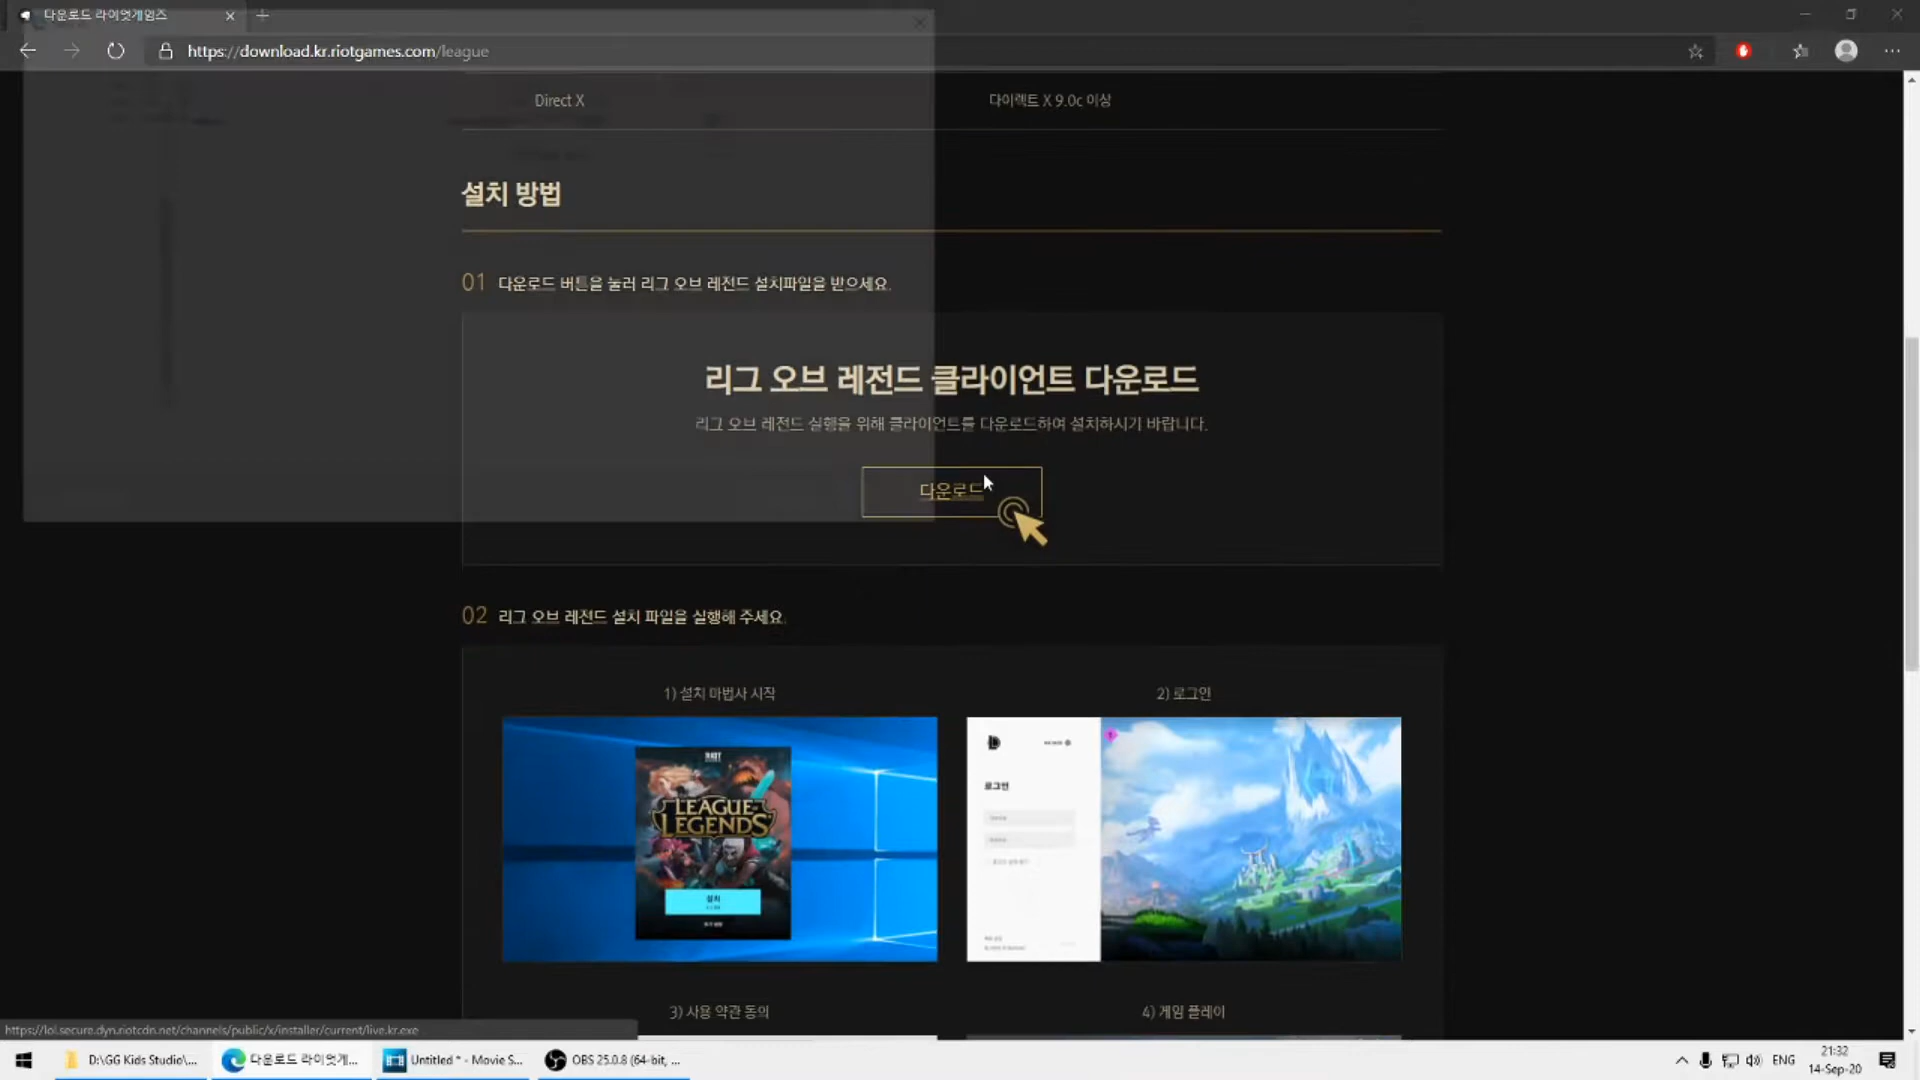 다운로드 라이엇게임즈
https://download.kr.riotgames.com/league
Direct X
다이렉트 X 9.0c 이상
설치 방법
01 다운로드 버튼을 눌러 리그 오브 레전드 설치파일을 받으세요.
리그 오브 레전드 클라이언트 다운로드
리그 오브 레전드 실행을 위해 클라이언트를 다운로드하여 설치하시기 바랍니다.
다운로드
02 리그 오브 레전드 설치 파일을 실행해 주세요.
1) 설치 마법사 시작
2) 로그인
RIOT
LEAGUE OF
LEGENDS
설치
로그인
3) 사용 약관 동의
4) 게임 플레이
https://lol.secure.dyn.riotcdn.net/channels/public/x/installer/current/live.kr.exe
D:\GG Kids Studio\...
다운로드 라이엇게...
Untitled * - Movie S...
OBS 25.0.8 (64-bit, ...
ENG
21:32
14-Sep-20